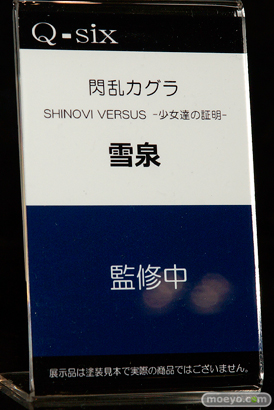 Q-six
閃乱カグラ
SHINOVI VERSUS -少女達の証明-
雪泉
監修中
展示品は塗装見本で実際の商品ではございません。
moeyo.com